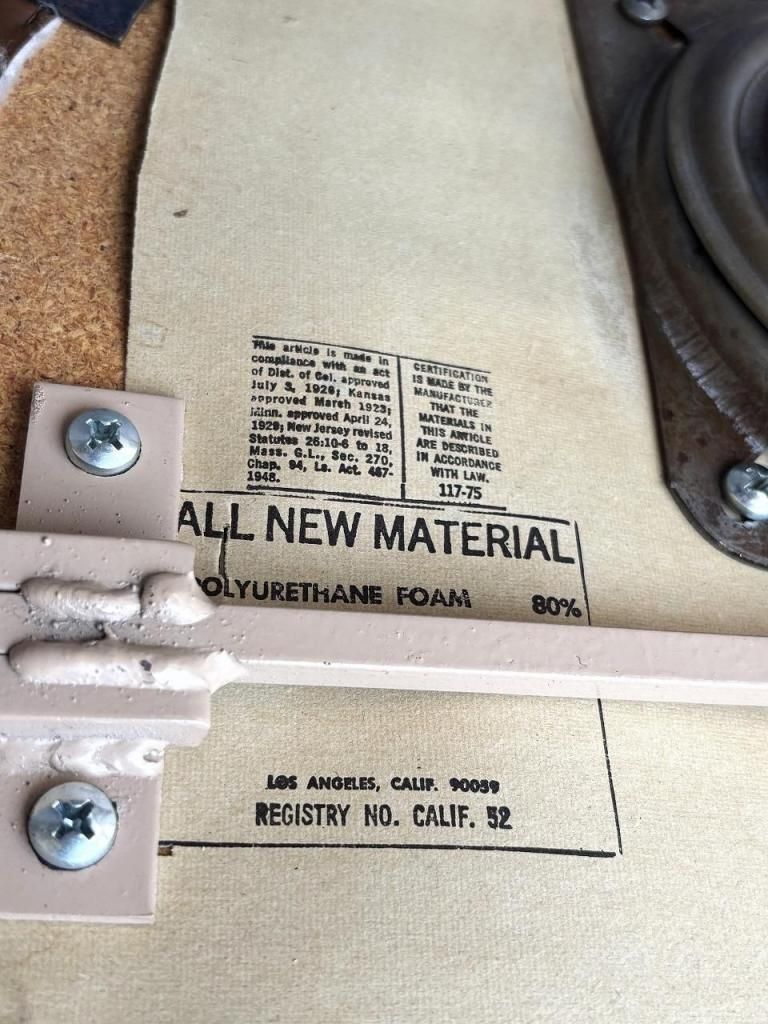 This article is made in
compliance with an act
of Dist. of Col. approved
July 3, 1926; Kansas
approved March 1923;
Minn. approved April 24,
1929; New Jersey revised
Statutes 26:10-6 to 18,
Mass. G.L., Sec. 270,
Chap. 94, La. Act. 467-
1948.
CERTIFICATION
IS MADE BY THE
MANUFACTURER
THAT THE
MATERIALS IN
THIS ARTICLE
ARE DESCRIBED
IN ACCORDANCE
WITH LAW.
117-75
ALL NEW MATERIAL
POLYURETHANE FOAM 80%
LOS ANGELES, CALIF. 90059
REGISTRY NO. CALIF. 52